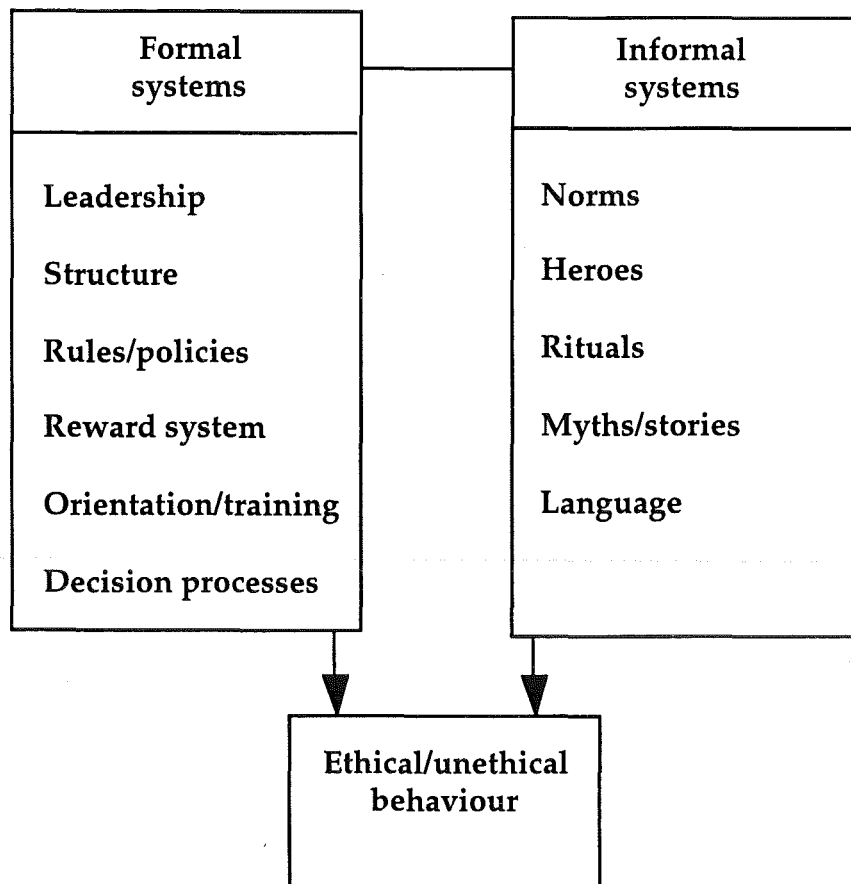 Formal
systems
Leadership
Structure
Rules/policies
Reward system
Orientation/training
Decision processes
Informal
systems
Norms
Heroes
Rituals
Myths/stories
Language
Ethical/unethical
behaviour